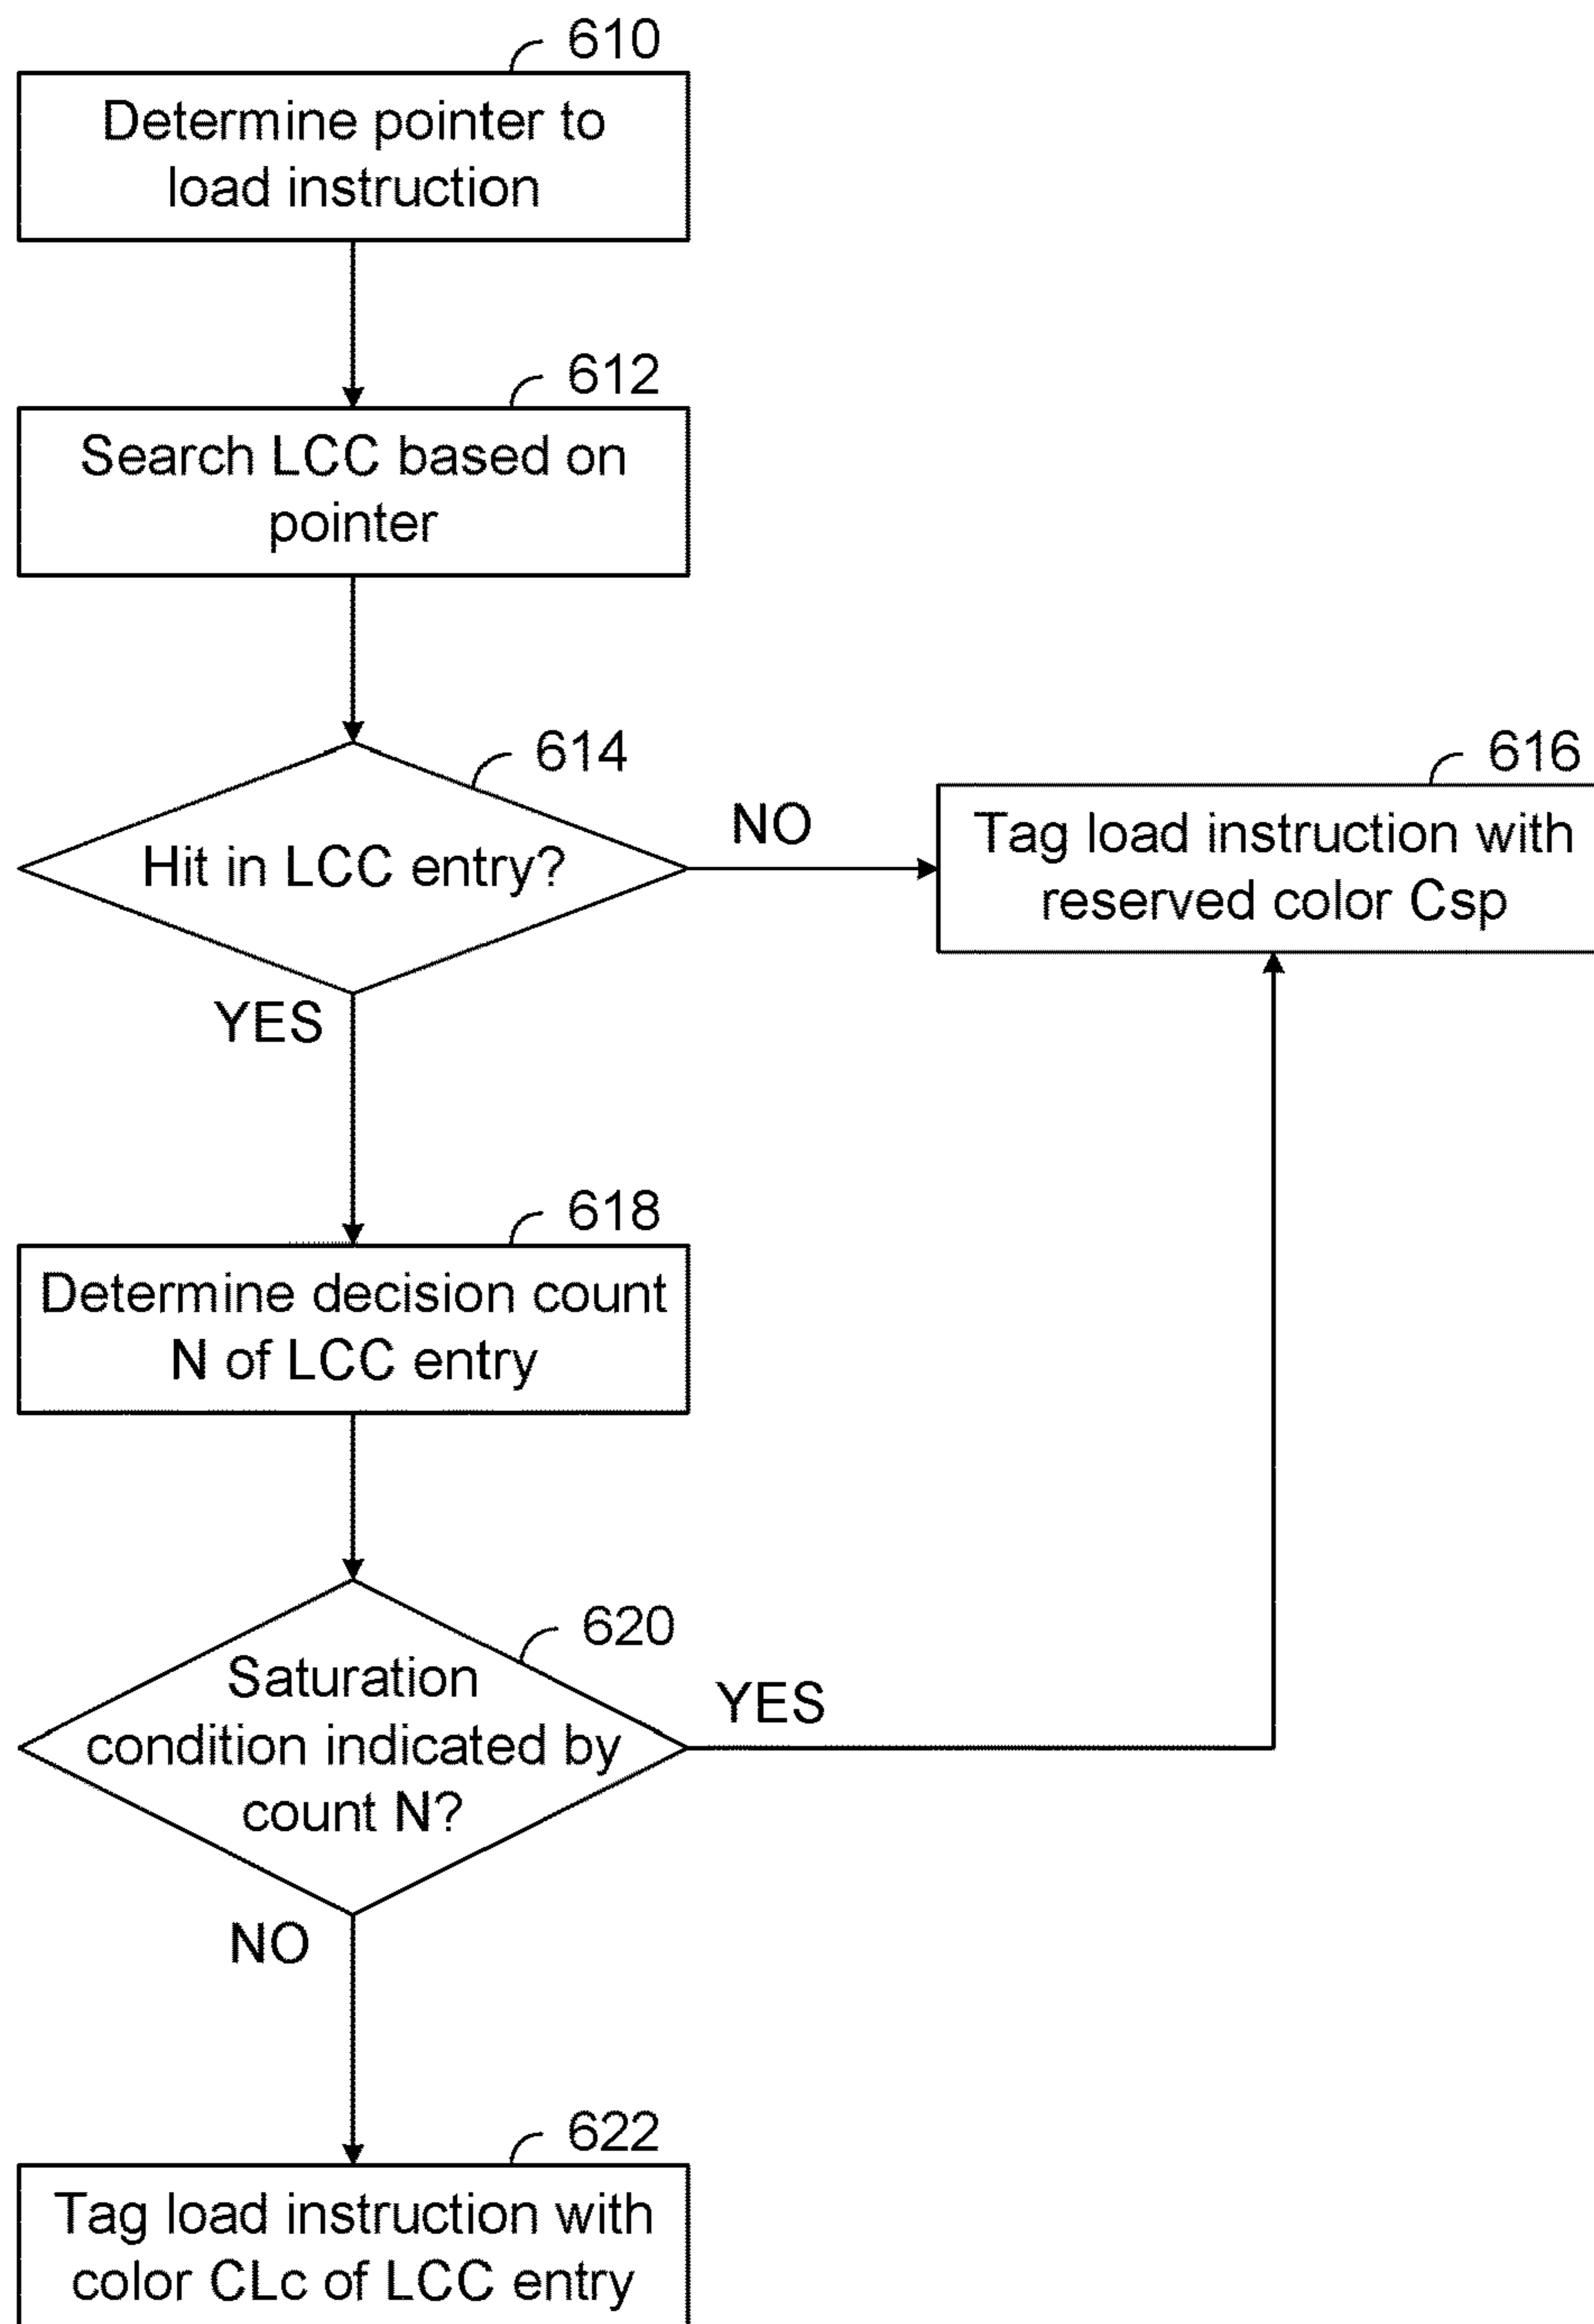 610
Determine pointer to
load instruction
612
Search LCC based on
pointer
614
Hit in LCC entry?
NO
616
Tag load instruction with
reserved color Csp
YES
618
Determine decision count
N of LCC entry
620
Saturation
condition indicated by
count N?
YES
NO
622
Tag load instruction with
color CLc of LCC entry